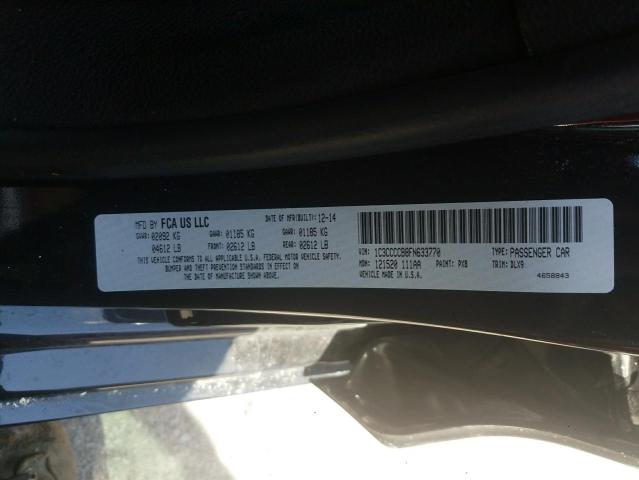 MFD BY FCA US LLC DATE OF MFR(BUILT): 12-14
GVWR: 02092 KG GAWR: 01185 KG GAWR: 01185 KG
04612 LB FRONT: 02612 LB REAR: 02612 LB
THIS VEHICLE CONFORMS TO ALL APPLICABLE U.S.A. FEDERAL MOTOR VEHICLE SAFETY,
BUMPER AND THEFT PREVENTION STANDARDS IN EFFECT ON
THE DATE OF MANUFACTURE SHOWN ABOVE.
VIN: 1C3CCCCB8FN633770 TYPE: PASSENGER CAR
MDH: 121520 111AA PAINT: PX8 TRIM: DLX9
VEHICLE MADE IN U.S.A. 4658843